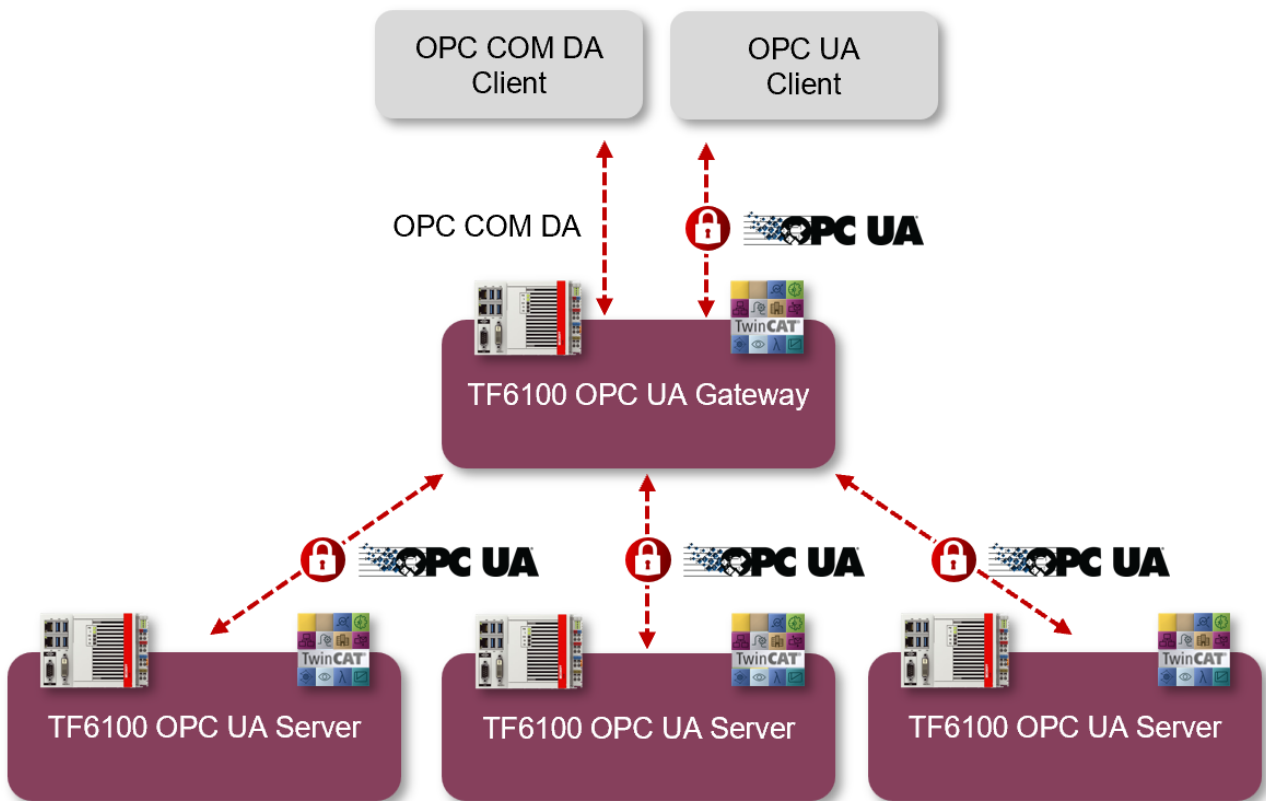 OPC COM DA
Client
OPC UA
Client
OPC COM DA
OPC UA
TwinCAT®
TF6100 OPC UA Gateway
OPC UA
OPC UA
OPC UA
TwinCAT®
TwinCAT®
TwinCAT®
TF6100 OPC UA Server
TF6100 OPC UA Server
TF6100 OPC UA Server